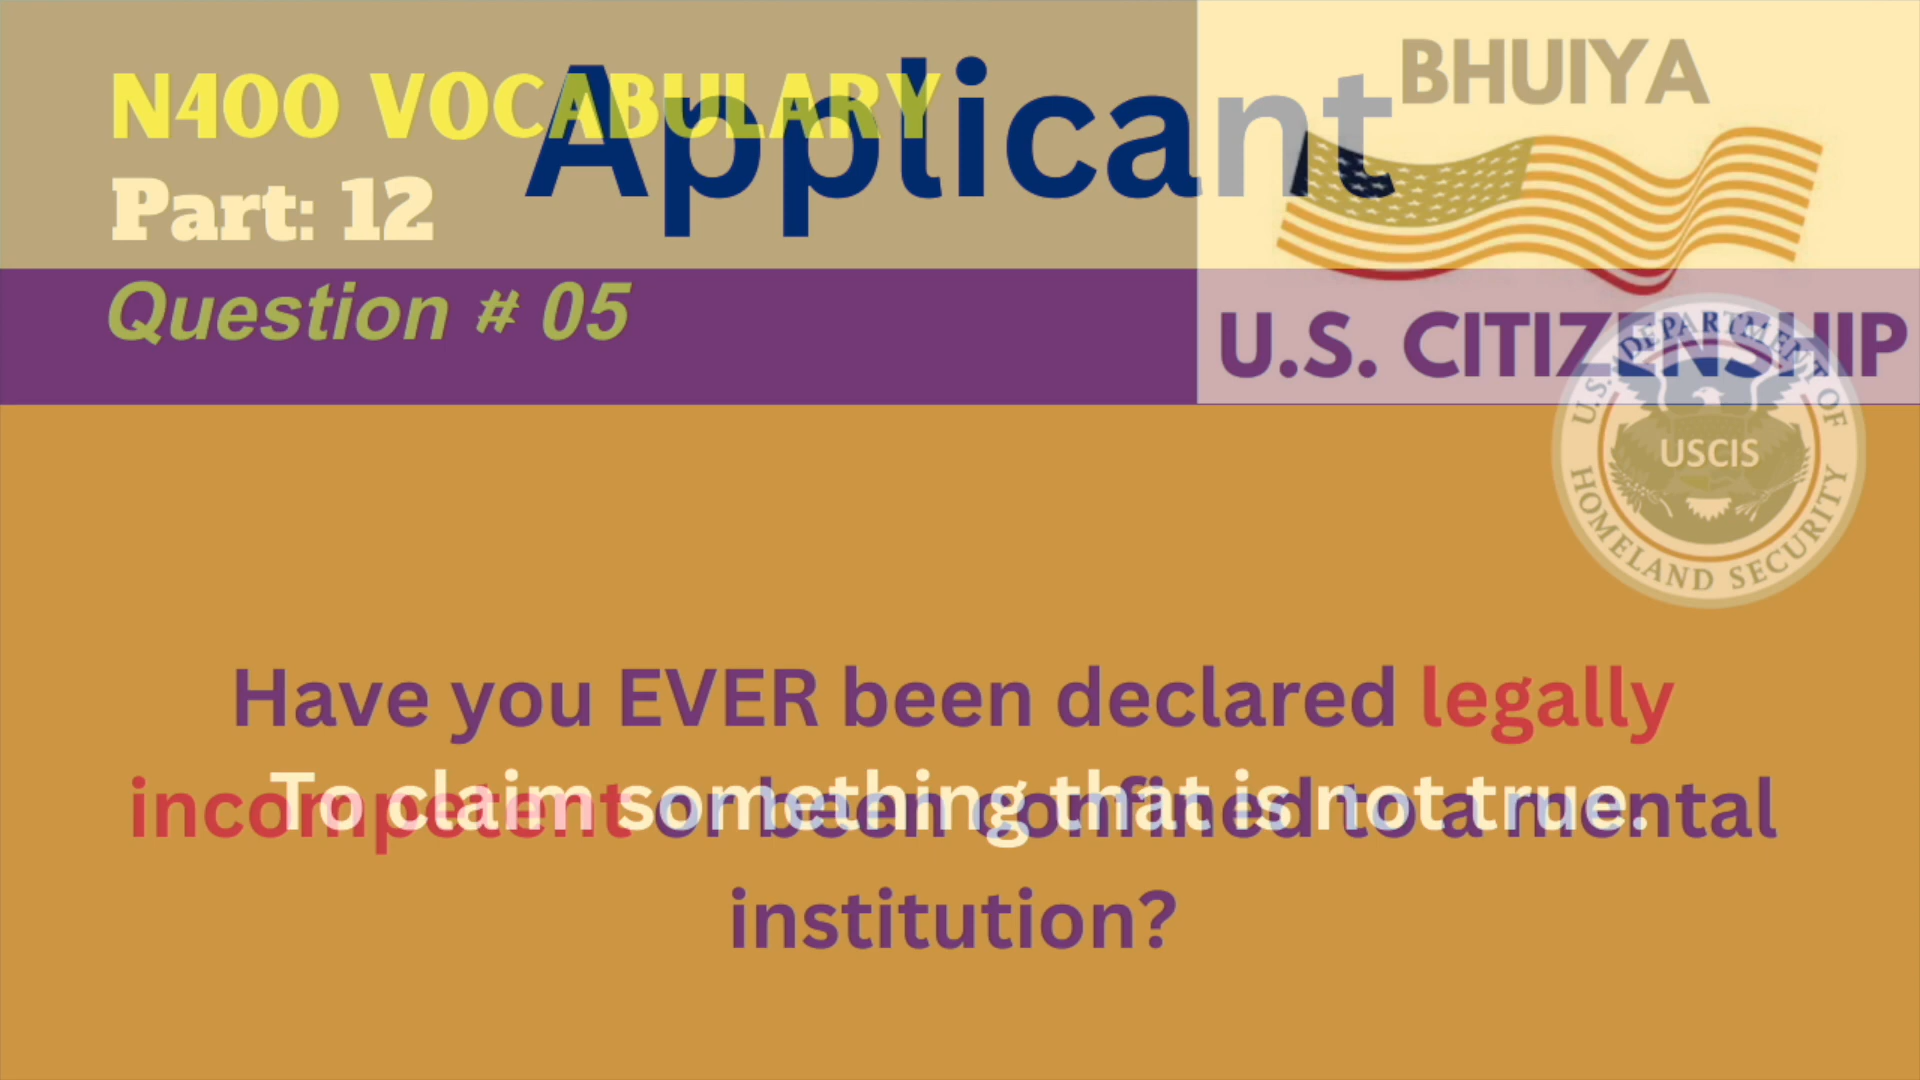 N400 VOCABULARY
Applicant
Part: 12
Question # 05
BHUIYA
U.S. CITIZENSHIP
U.S. DEPARTMENT OF HOMELAND SECURITY
USCIS
Have you EVER been declared legally
incompetent or been confined to a mental
institution?
To claim something that is not true.